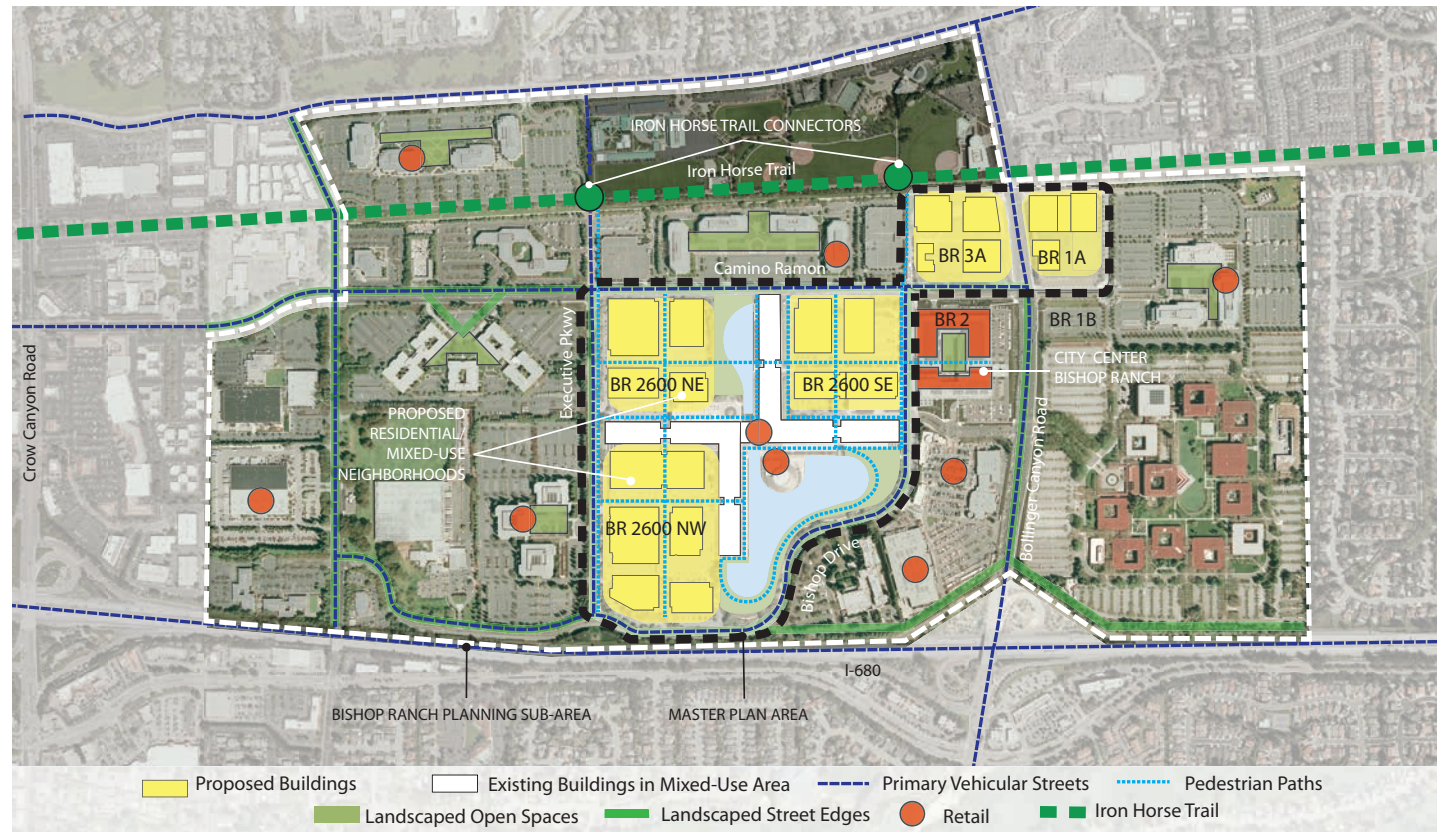 IRON HORSE TRAIL CONNECTORS
Iron Horse Trail
Camino Ramon
BR 3A
BR 1A
BR 1B
BR 2
CITY CENTER
BISHOP RANCH
Executive Pkwy
BR 2600 NE
BR 2600 SE
PROPOSED
RESIDENTIAL/
MIXED-USE
NEIGHBORHOODS
Crow Canyon Road
BR 2600 NW
Bishop Drive
Bollinger Canyon Road
I-680
BISHOP RANCH PLANNING SUB-AREA
MASTER PLAN AREA
Proposed Buildings
Existing Buildings in Mixed-Use Area
Primary Vehicular Streets
Pedestrian Paths
Landscaped Open Spaces
Landscaped Street Edges
Retail
Iron Horse Trail